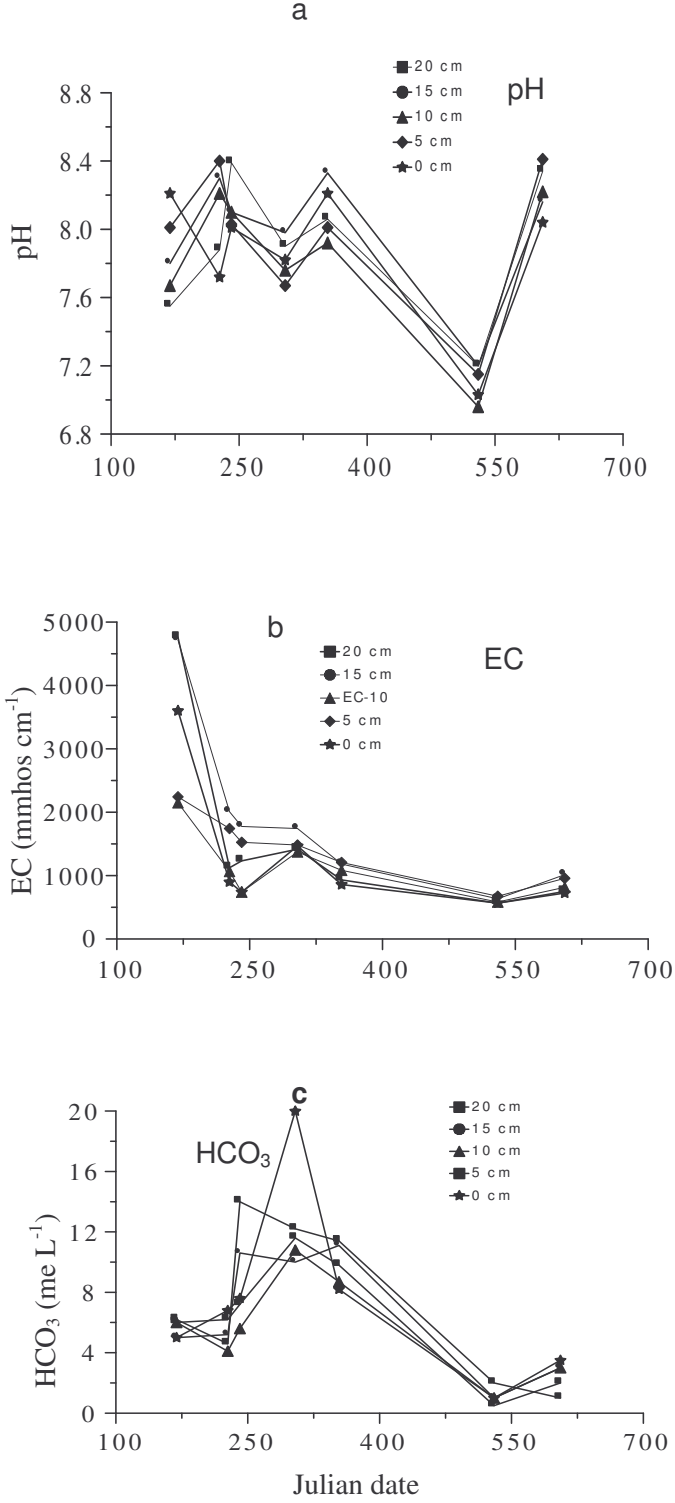 a
20 cm
15 cm
10 cm
5 cm
0 cm
pH
8.8
8.4
8.0
7.6
7.2
6.8
pH
100 250 400 550 700
b
20 cm
15 cm
EC-10
5 cm
0 cm
EC
5000
4000
3000
2000
1000
0
EC (mmhos cm-1)
100 250 400 550 700
c
20 cm
15 cm
10 cm
5 cm
0 cm
HCO3
20
16
12
8
4
0
HCO3 (me L-1)
100 250 400 550 700
Julian date